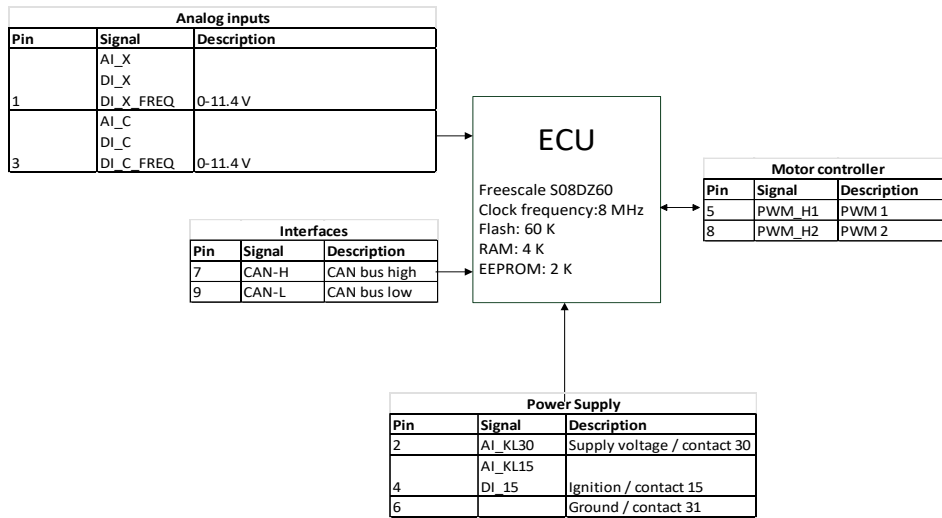 Analog inputs
Pin Signal Description
AI_X
DI_X
1 DI_X_FREQ 0-11.4 V
AI_C
DI_C
3 DI_C_FREQ 0-11.4 V
ECU
Freescale S08DZ60
Clock frequency:8 MHz
Flash: 60 K
RAM: 4 K
EEPROM: 2 K
Motor controller
Pin Signal Description
5 PWM_H1 PWM 1
8 PWM_H2 PWM 2
Interfaces
Pin Signal Description
7 CAN-H CAN bus high
9 CAN-L CAN bus low
Power Supply
Pin Signal Description
2 AI_KL30 Supply voltage / contact 30
AI_KL15
4 DI_15 Ignition / contact 15
6 Ground / contact 31